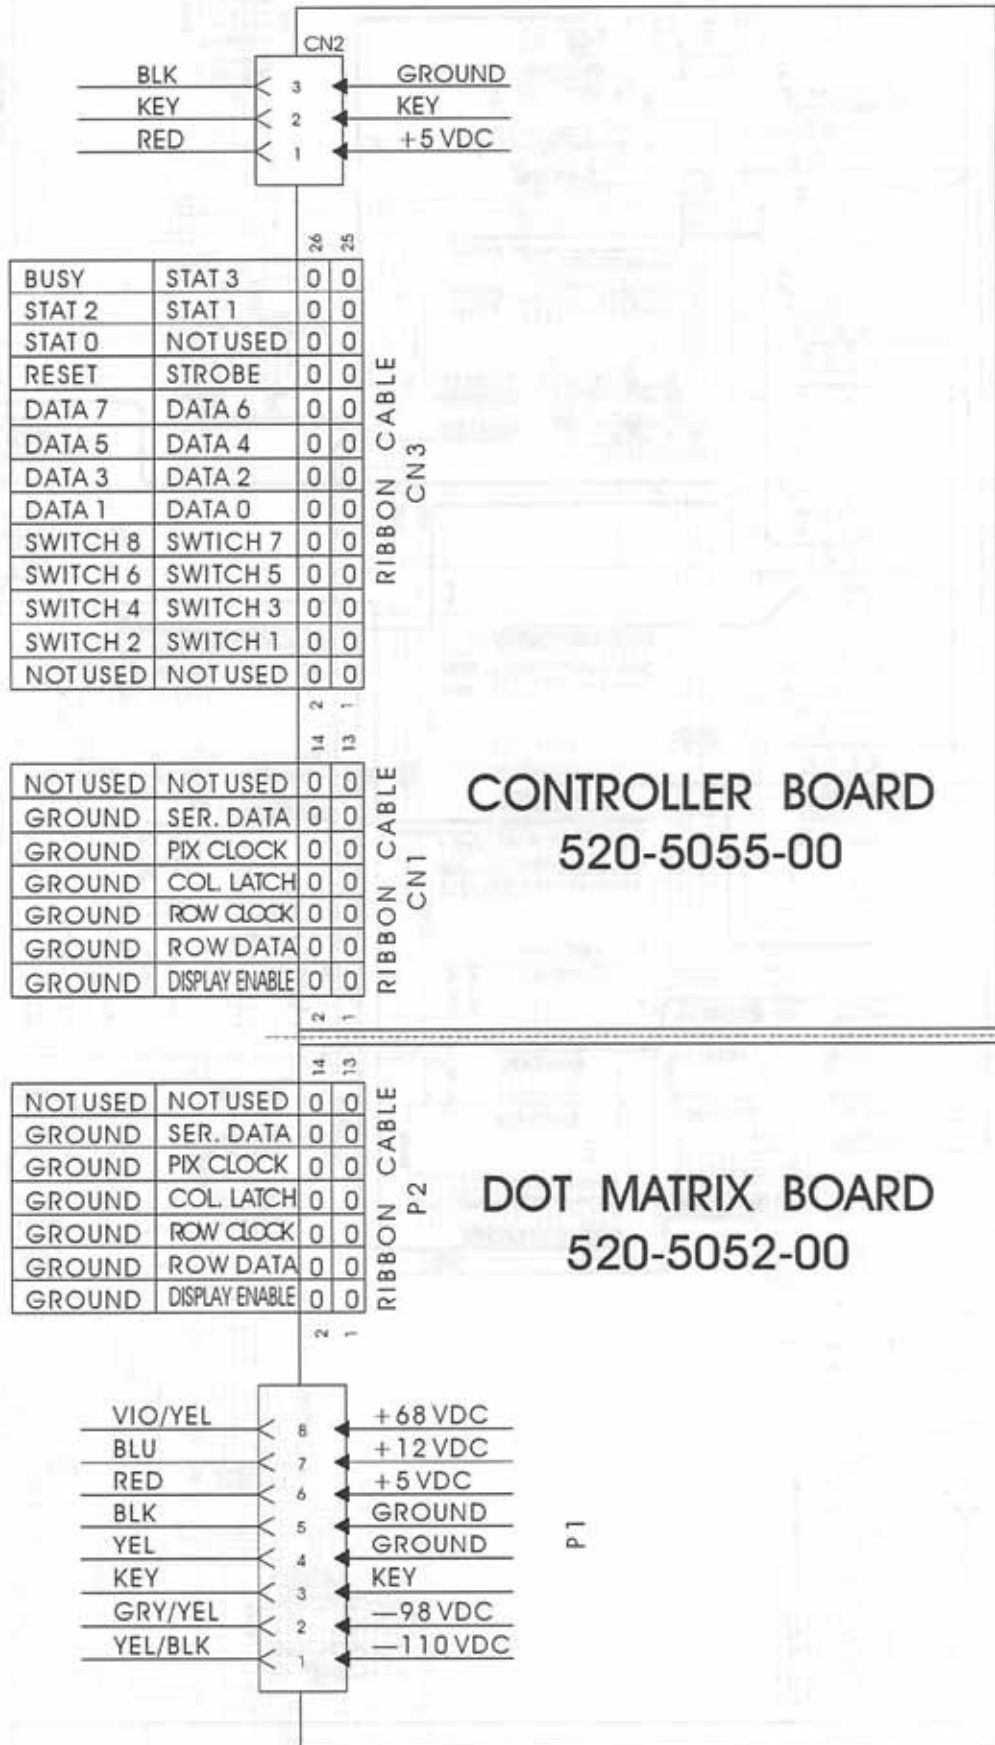 CN2
BLK 3 GROUND
KEY 2 KEY
RED 1 +5 VDC
26 25
BUSY STAT 3 0 0
STAT 2 STAT 1 0 0
STAT 0 NOT USED 0 0
RESET STROBE 0 0
DATA 7 DATA 6 0 0
DATA 5 DATA 4 0 0
DATA 3 DATA 2 0 0
DATA 1 DATA 0 0 0
SWITCH 8 SWTICH 7 0 0
SWITCH 6 SWITCH 5 0 0
SWITCH 4 SWITCH 3 0 0
SWITCH 2 SWITCH 1 0 0
NOT USED NOT USED 0 0
2 1
RIBBON CABLE
CN3
14 13
NOT USED NOT USED 0 0
GROUND SER. DATA 0 0
GROUND PIX CLOCK 0 0
GROUND COL. LATCH 0 0
GROUND ROW CLOCK 0 0
GROUND ROW DATA 0 0
GROUND DISPLAY ENABLE 0 0
2 1
RIBBON CABLE
CN1
CONTROLLER BOARD
520-5055-00
14 13
NOT USED NOT USED 0 0
GROUND SER. DATA 0 0
GROUND PIX CLOCK 0 0
GROUND COL. LATCH 0 0
GROUND ROW CLOCK 0 0
GROUND ROW DATA 0 0
GROUND DISPLAY ENABLE 0 0
2 1
RIBBON CABLE
P2
DOT MATRIX BOARD
520-5052-00
VIO/YEL 8 +68 VDC
BLU 7 +12 VDC
RED 6 +5 VDC
BLK 5 GROUND
YEL 4 GROUND
KEY 3 KEY
GRY/YEL 2 —98 VDC
YEL/BLK 1 —110 VDC
P1